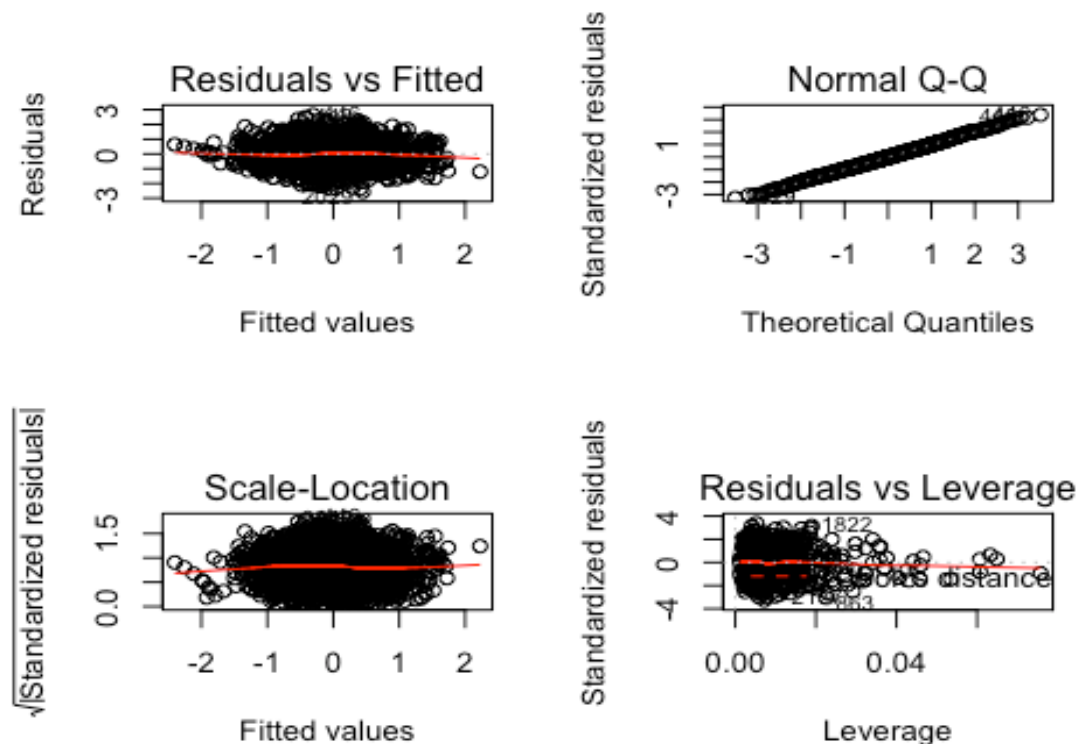 Residuals vs Fitted
Residuals
3
0
-3
-2 -1 0 1 2
Fitted values
Normal Q-Q
Standardized residuals
1
-3
-3 -1 1 2 3
Theoretical Quantiles
Scale-Location
√|Standardized residuals|
1.5
0.0
-2 -1 0 1 2
Fitted values
Residuals vs Leverage
Standardized residuals
4
0
-4
1822
distance
0.00 0.04
Leverage